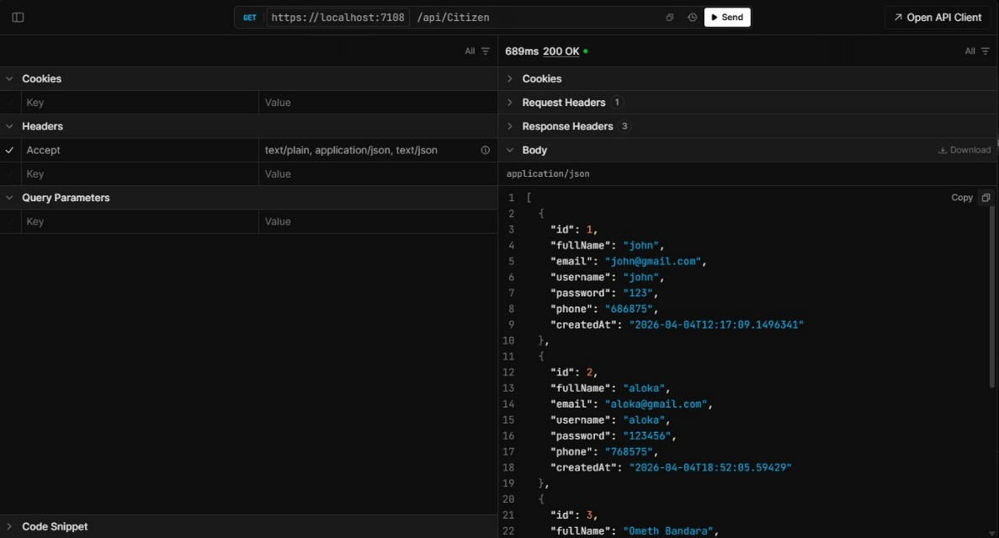 GET https://localhost:7108 /api/Citizen Send Open API Client
All
689ms 200 OK All
Cookies
Key Value
Headers
Accept text/plain, application/json, text/json
Key Value
Query Parameters
Key Value
Code Snippet
Cookies
Request Headers 1
Response Headers 3
Body Download
application/json
Copy
1 [
2 {
3 "id": 1,
4 "fullName": "john",
5 "email": "john@gmail.com",
6 "username": "john",
7 "password": "123",
8 "phone": "686875",
9 "createdAt": "2026-04-04T12:17:09.1496341"
10 },
11 {
12 "id": 2,
13 "fullName": "aloka",
14 "email": "aloka@gmail.com",
15 "username": "aloka",
16 "password": "123456",
17 "phone": "768575",
18 "createdAt": "2026-04-04T18:52:05.59429"
19 },
20 {
21 "id": 3,
22 "fullName": "Ometh Bandara",